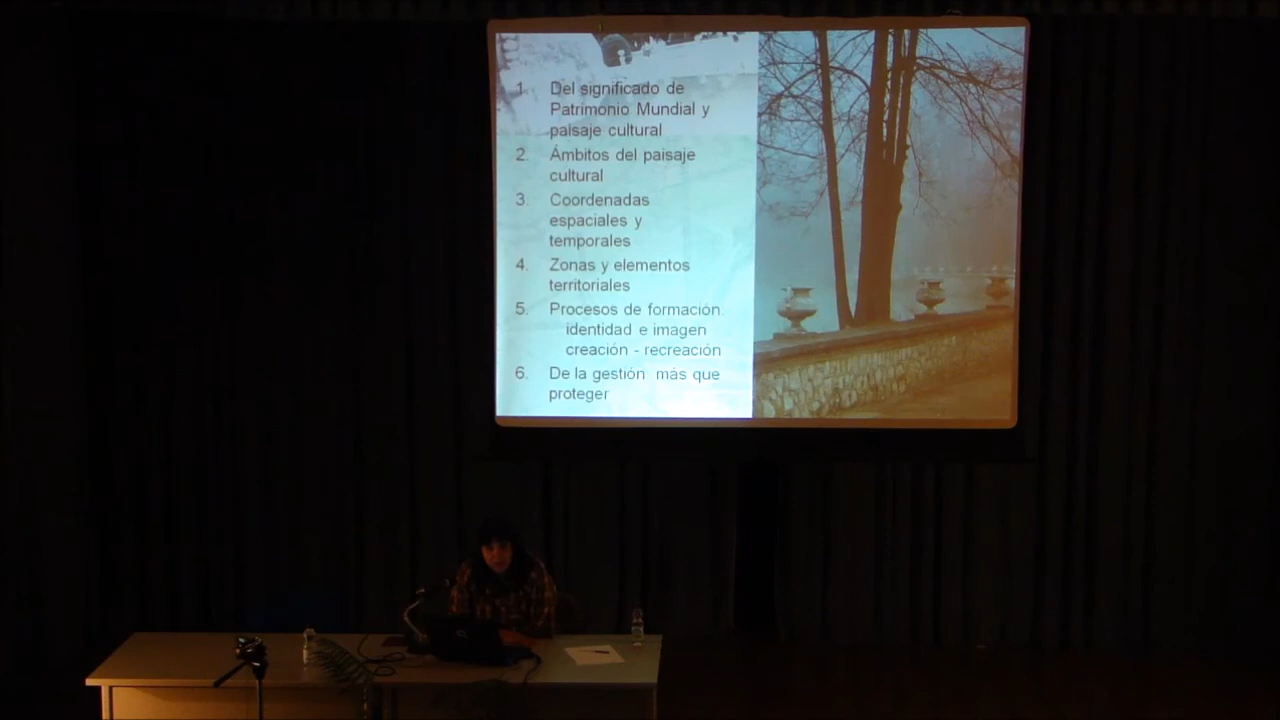 1. Del significado de
Patrimonio Mundial y
paisaje cultural
2. Ámbitos del paisaje
cultural
3. Coordenadas
espaciales y
temporales
4. Zonas y elementos
territoriales
5. Procesos de formación.
identidad e imagen
creación - recreación
6. De la gestión más que
proteger